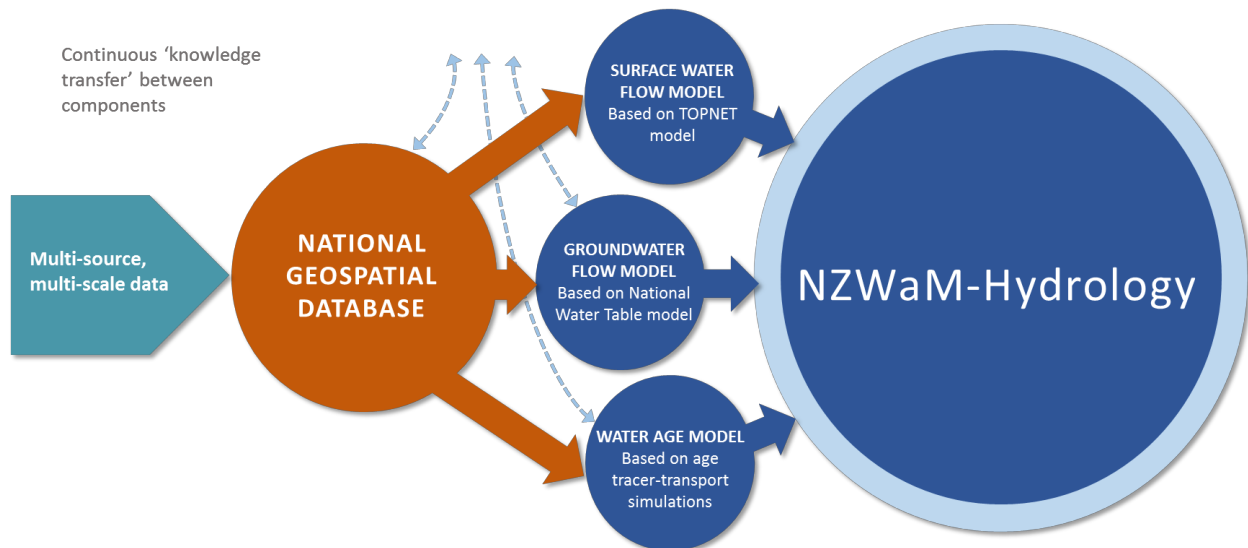 Continuous ‘knowledge
transfer’ between
components
Multi-source,
multi-scale data
NATIONAL
GEOSPATIAL
DATABASE
SURFACE WATER
FLOW MODEL
Based on TOPNET
model
GROUNDWATER
FLOW MODEL
Based on National
Water Table model
WATER AGE MODEL
Based on age
tracer-transport
simulations
NZWaM-Hydrology